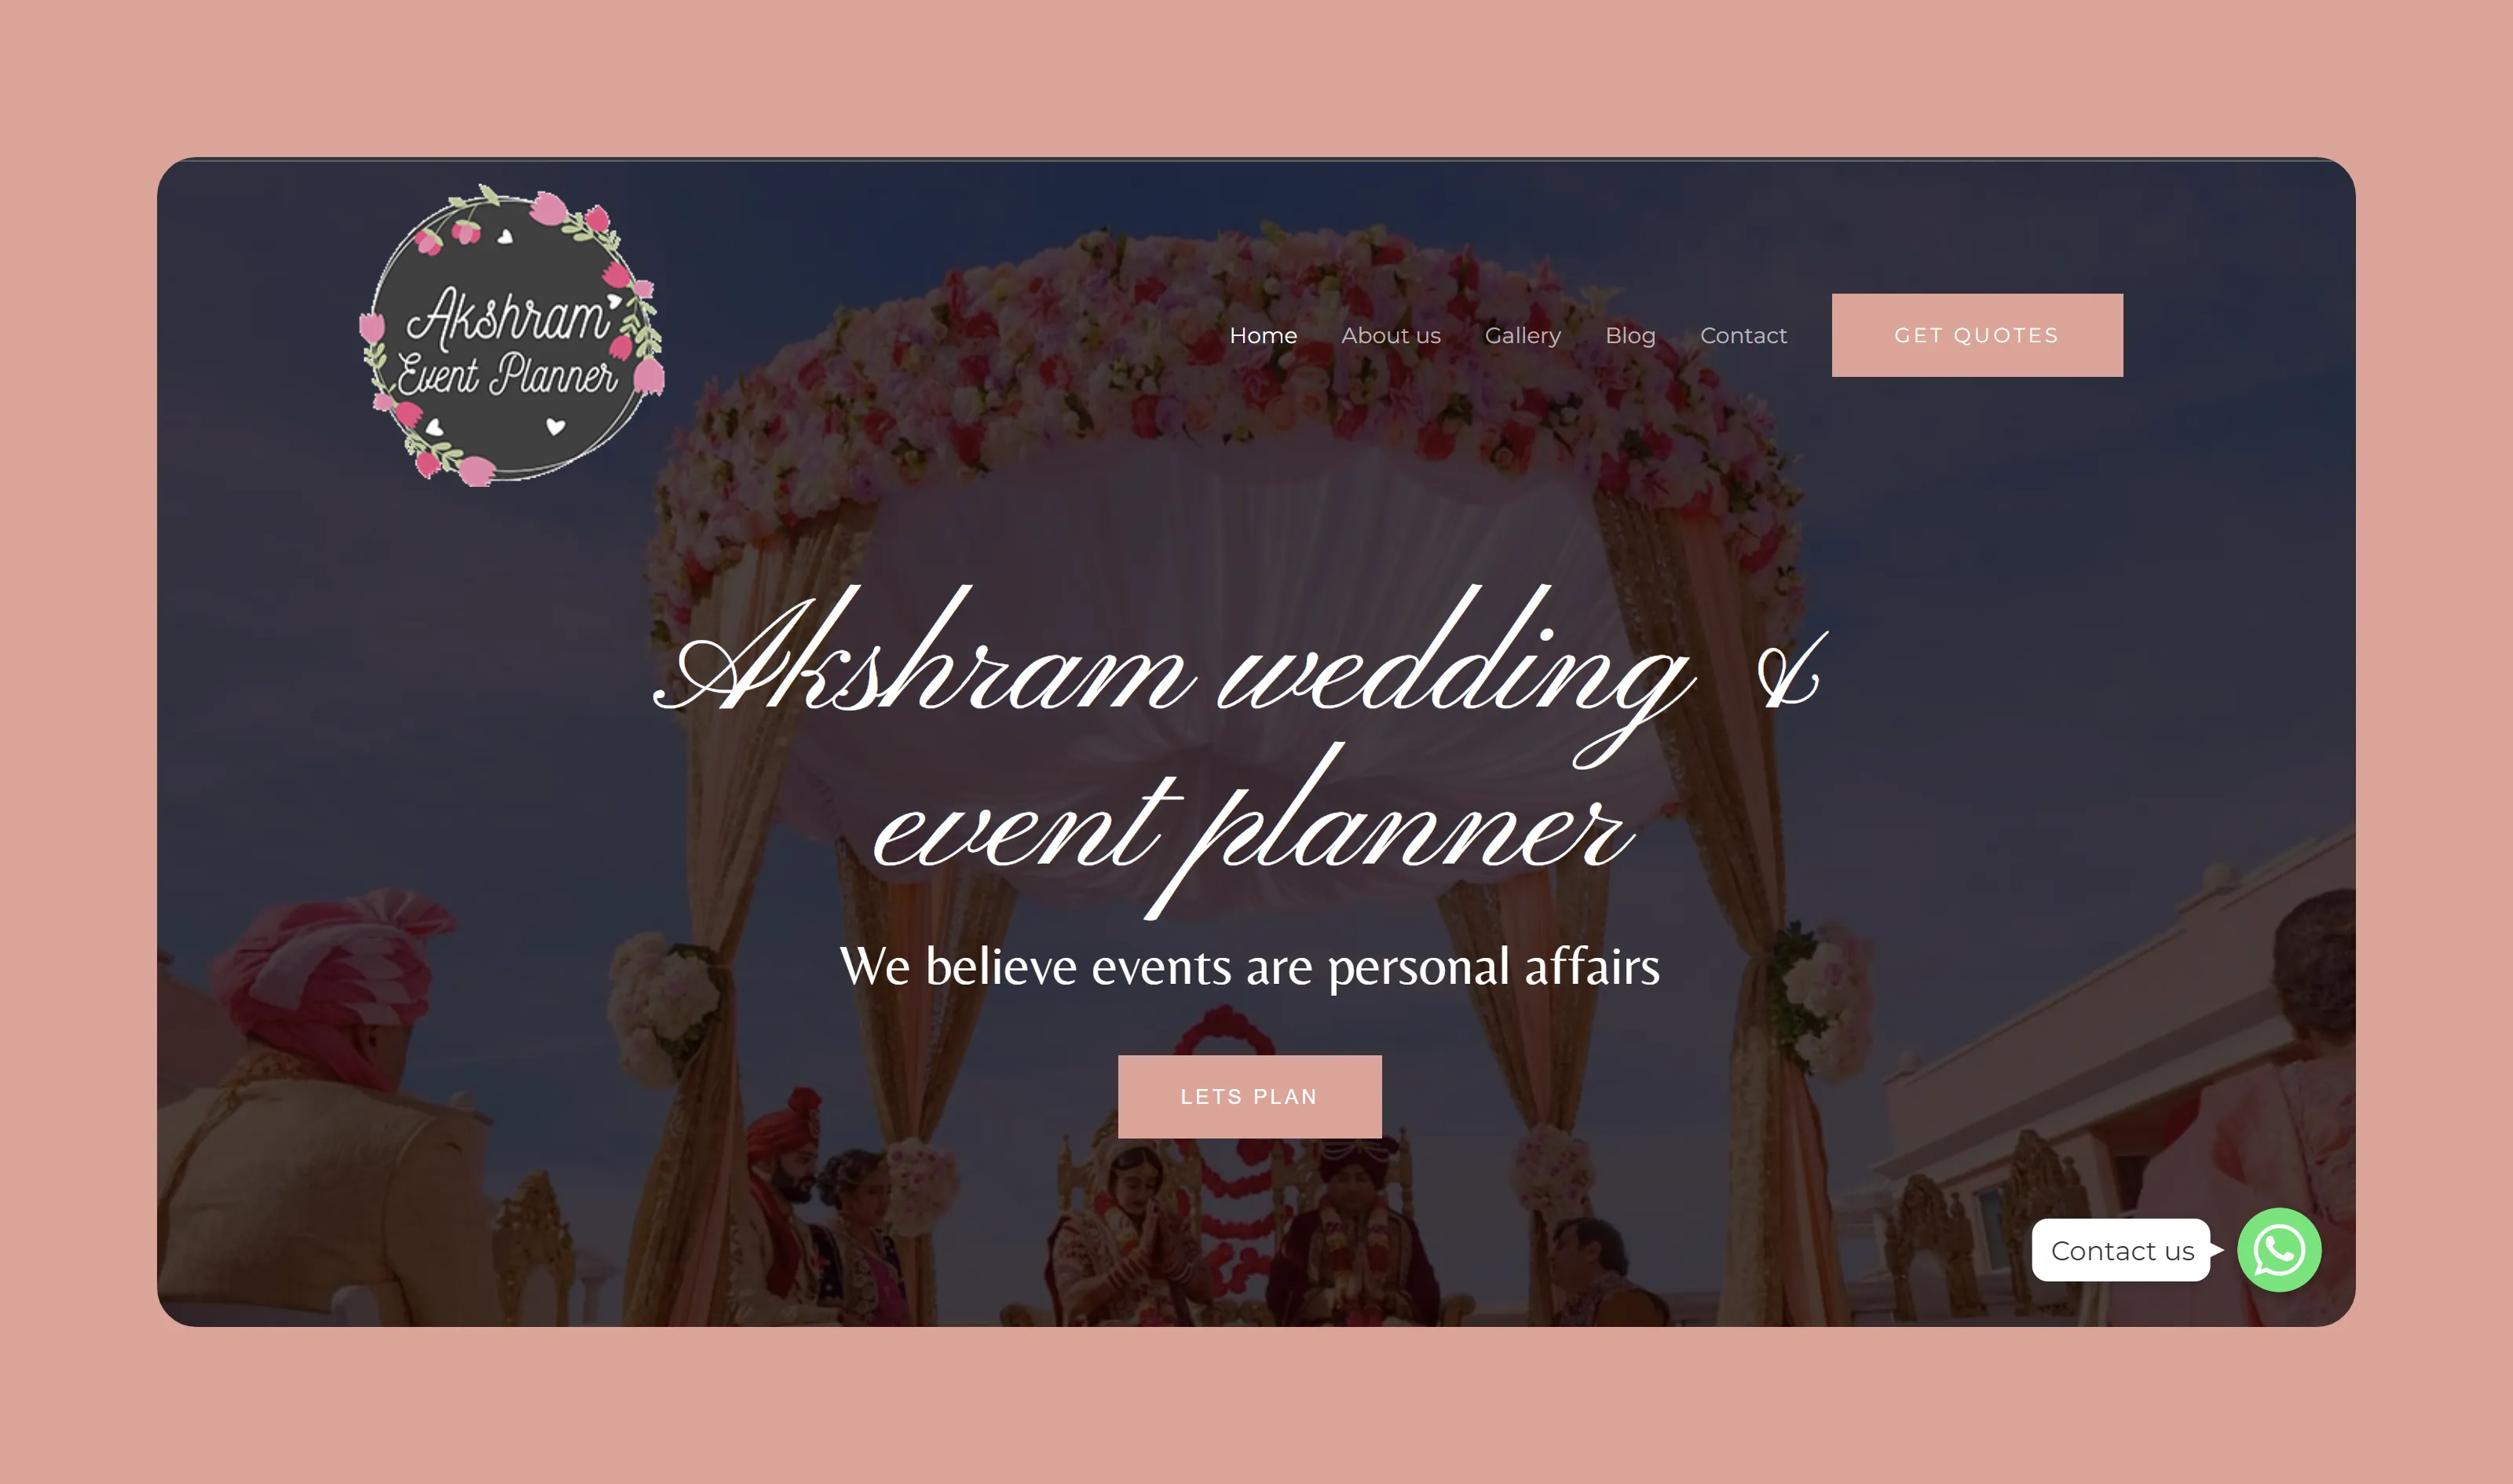 Akshram
Event Planner
Home About us Gallery Blog Contact GET QUOTES
Akshram wedding &
event planner
We believe events are personal affairs
LETS PLAN
Contact us